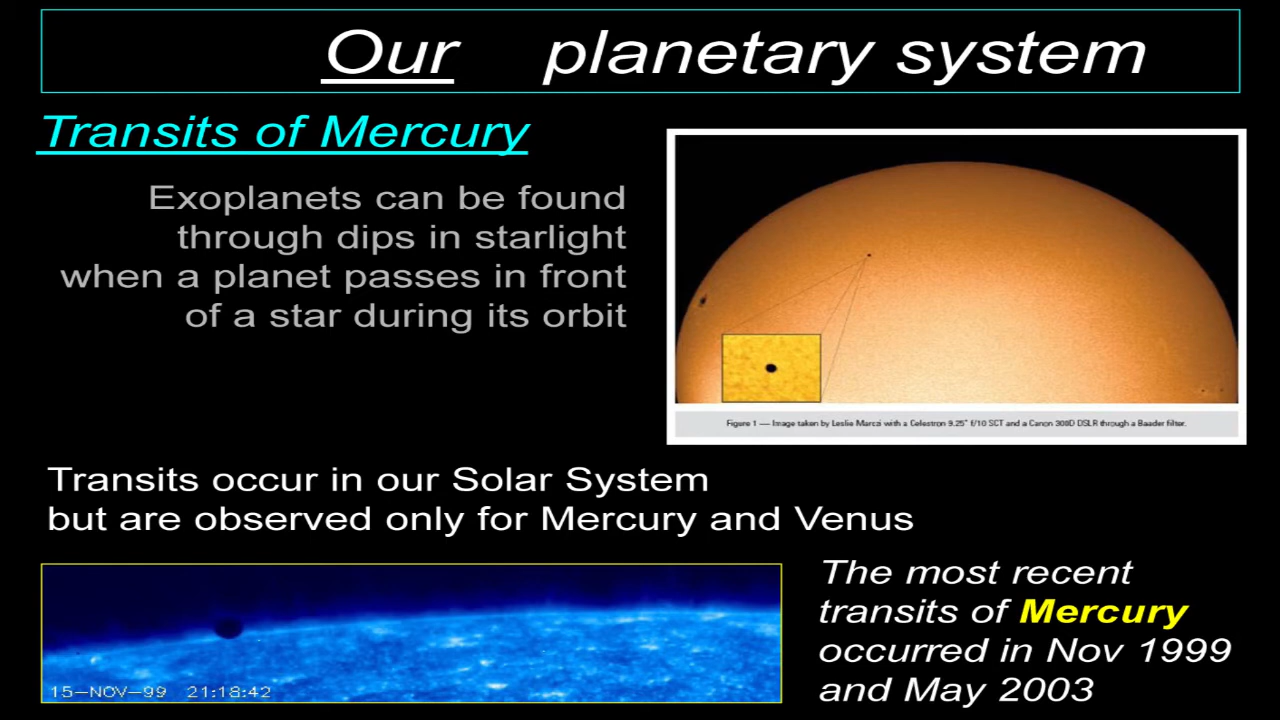 Our planetary system
Transits of Mercury
Exoplanets can be found
through dips in starlight
when a planet passes in front
of a star during its orbit
Figure 1 — Image taken by Leslie Marczi with a Celestron 9.25" f/10 SCT and a Canon 300D DSLR through a Baader filter.
Transits occur in our Solar System
but are observed only for Mercury and Venus
15-NOV-99 21:18:42
The most recent
transits of Mercury
occurred in Nov 1999
and May 2003